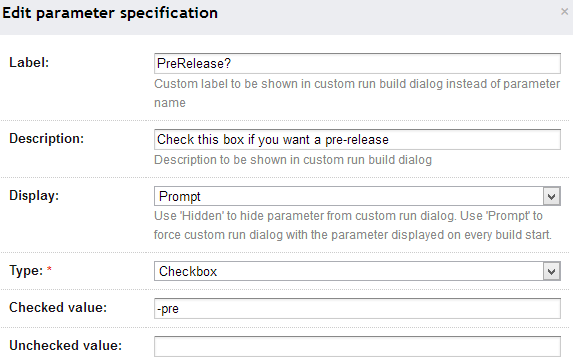 Edit parameter specification ×
Label: PreRelease?
Custom label to be shown in custom run build dialog instead of parameter
name
Description: Check this box if you want a pre-release
Description to be shown in custom run build dialog
Display: Prompt
Use 'Hidden' to hide parameter from custom run dialog. Use 'Prompt' to
force custom run dialog with the parameter displayed on every build start.
Type: * Checkbox
Checked value: -pre
Unchecked value: